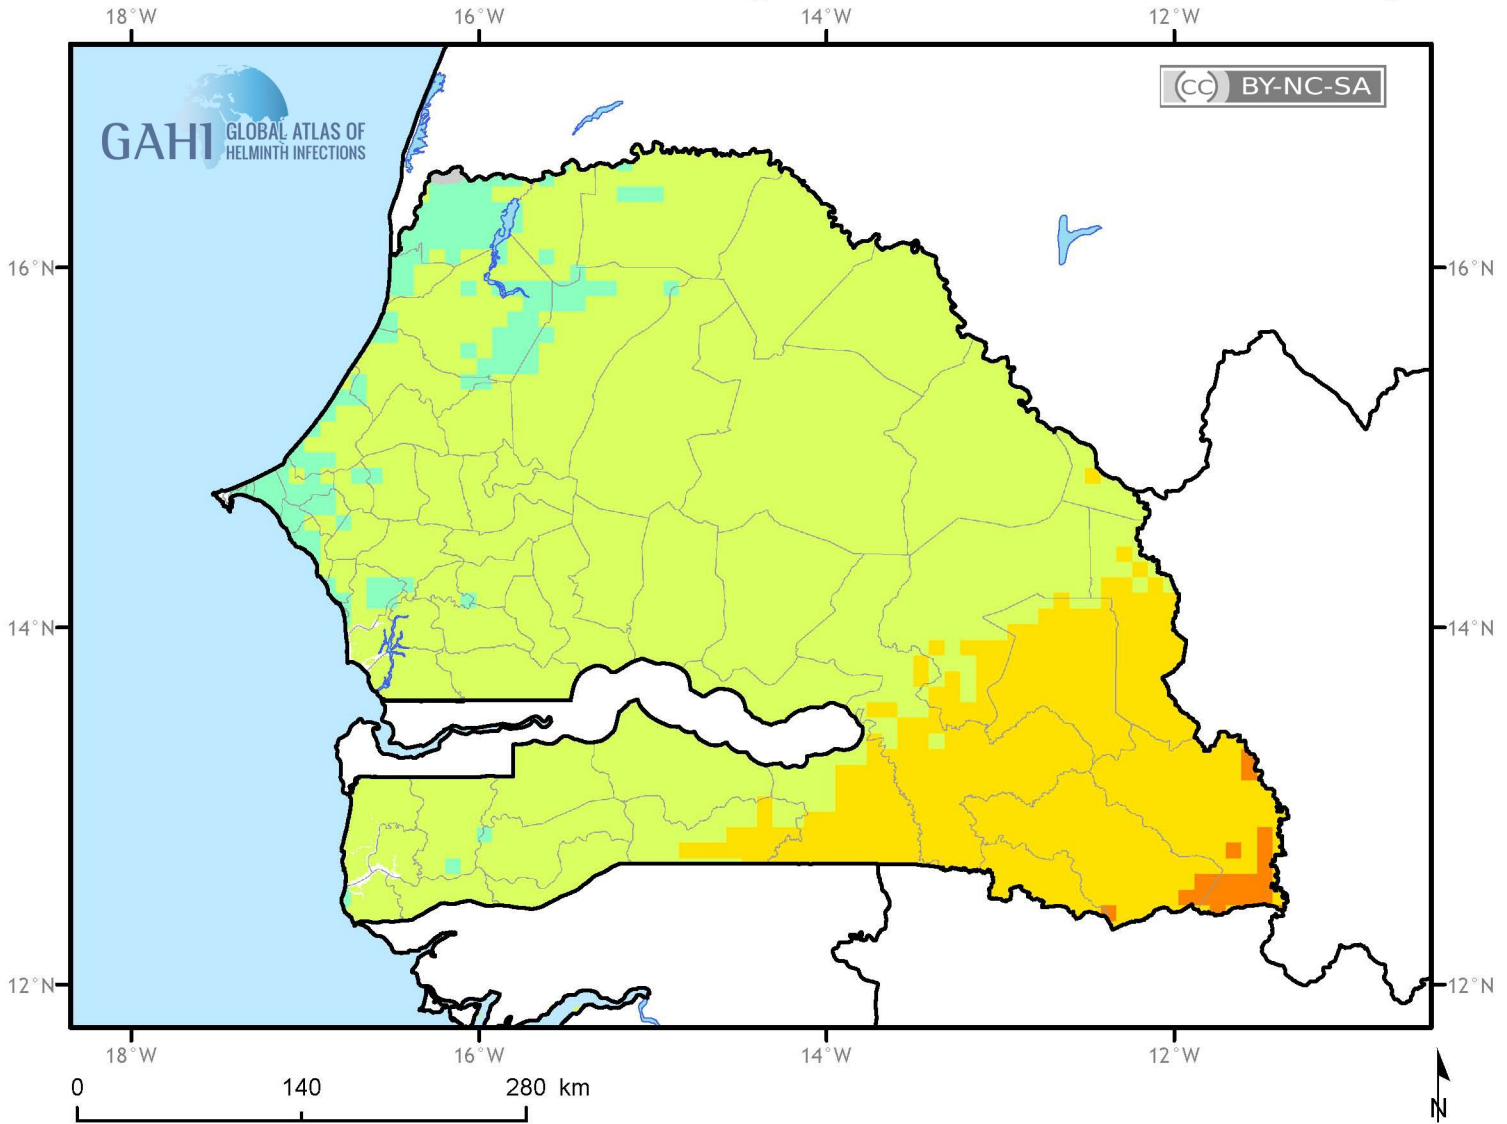 18°W 16°W 14°W 12°W
GAHI GLOBAL ATLAS OF
HELMINTH INFECTIONS
CC BY-NC-SA
16°N 16°N
14°N 14°N
12°N 12°N
18°W 16°W 14°W 12°W
0 140 280 km
N